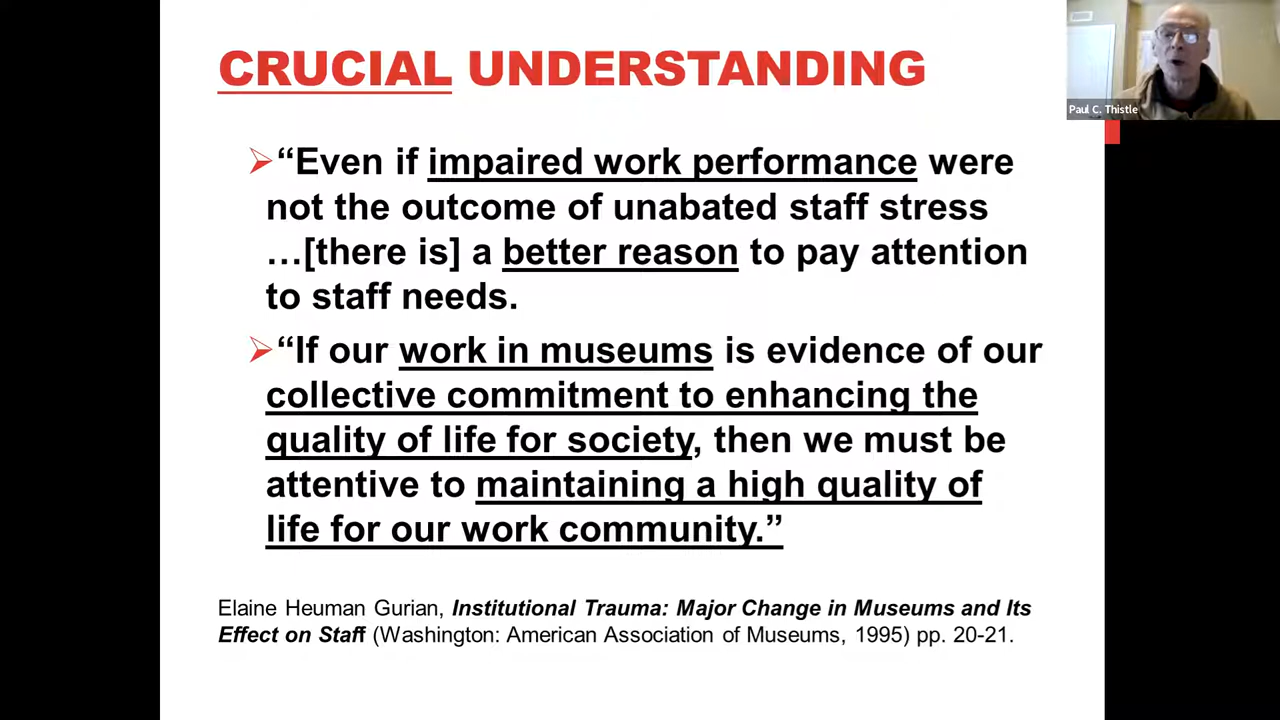 CRUCIAL UNDERSTANDING
Paul C. Thistle
“Even if impaired work performance were
not the outcome of unabated staff stress
…[there is] a better reason to pay attention
to staff needs.
“If our work in museums is evidence of our
collective commitment to enhancing the
quality of life for society, then we must be
attentive to maintaining a high quality of
life for our work community.”
Elaine Heuman Gurian, Institutional Trauma: Major Change in Museums and Its
Effect on Staff (Washington: American Association of Museums, 1995) pp. 20-21.